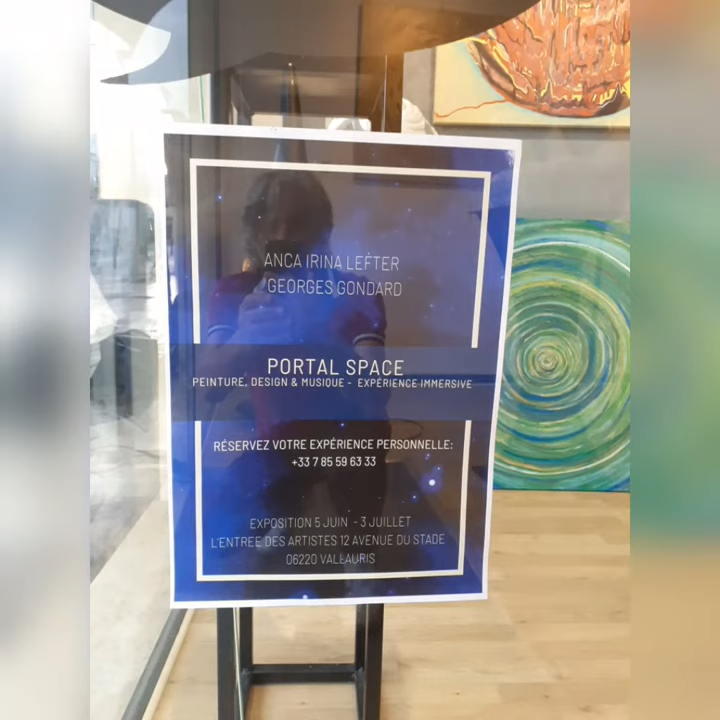 ANCA IRINA LEFTER
GEORGES GONDARD
PORTAL SPACE
PEINTURE, DESIGN & MUSIQUE - EXPÉRIENCE IMMERSIVE
RÉSERVEZ VOTRE EXPÉRIENCE PERSONNELLE:
+33 7 85 59 63 33
EXPOSITION 5 JUIN - 3 JUILLET
L'ENTREE DES ARTISTES 12 AVENUE DU STADE
06220 VALLAURIS